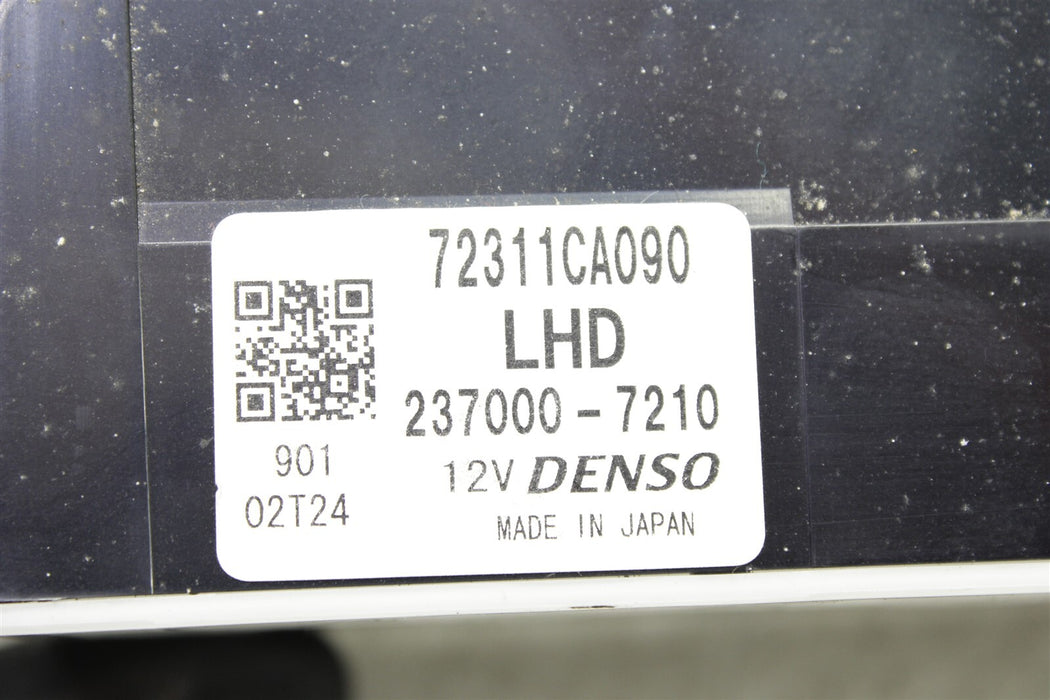 72311CA090
LHD
237000-7210
901
12V DENSO
02T24
MADE IN JAPAN